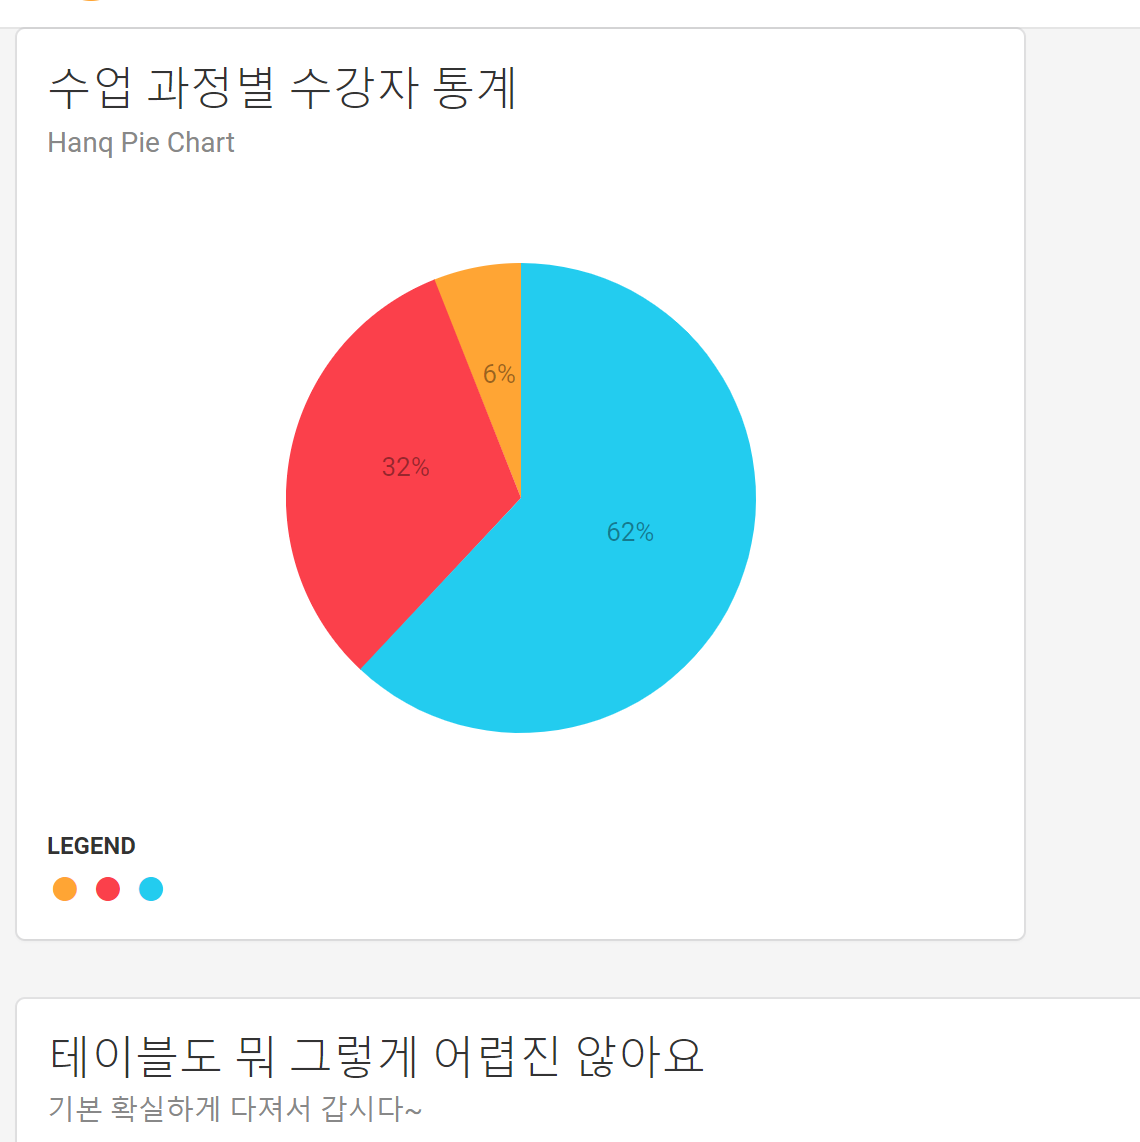 수업 과정별 수강자 통계
Hanq Pie Chart
6%
32%
62%
LEGEND
테이블도 뭐 그렇게 어렵진 않아요
기본 확실하게 다져서 갑시다~